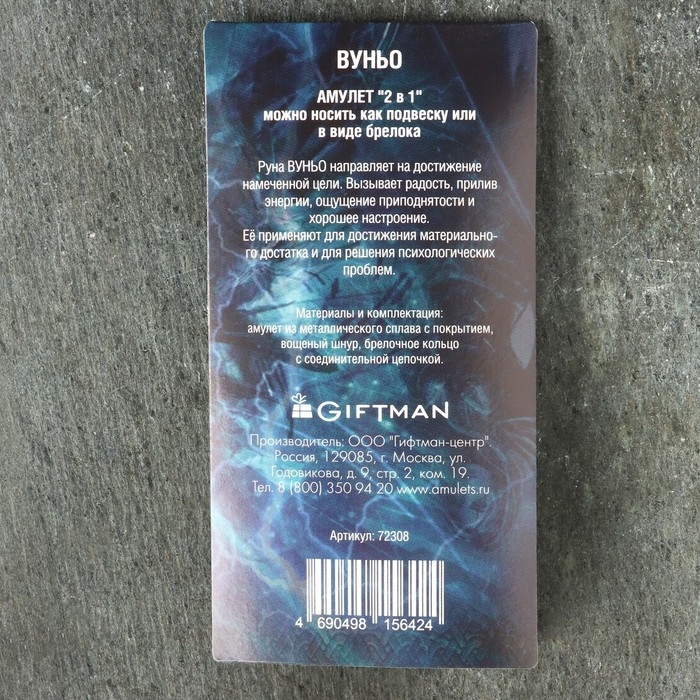 ВУНЬО
АМУЛЕТ "2 в 1"
можно носить как подвеску или
в виде брелока
Руна ВУНЬО направляет на достижение
намеченной цели. Вызывает радость, прилив
энергии, ощущение приподнятости и
хорошее настроение.
Её применяют для достижения материально-
го достатка и для решения психологических
проблем.
Материалы и комплектация:
амулет из металлического сплава с покрытием,
вощеный шнур, брелочное кольцо
с соединительной цепочкой.
GIFTMAN
Производитель: ООО "Гифтман-центр".
Россия, 129085, г. Москва, ул.
Годовикова, д. 9, стр. 2, ком. 19.
Тел. 8 (800) 350 94 20 www.amulets.ru
Артикул: 72308
4 690498 156424